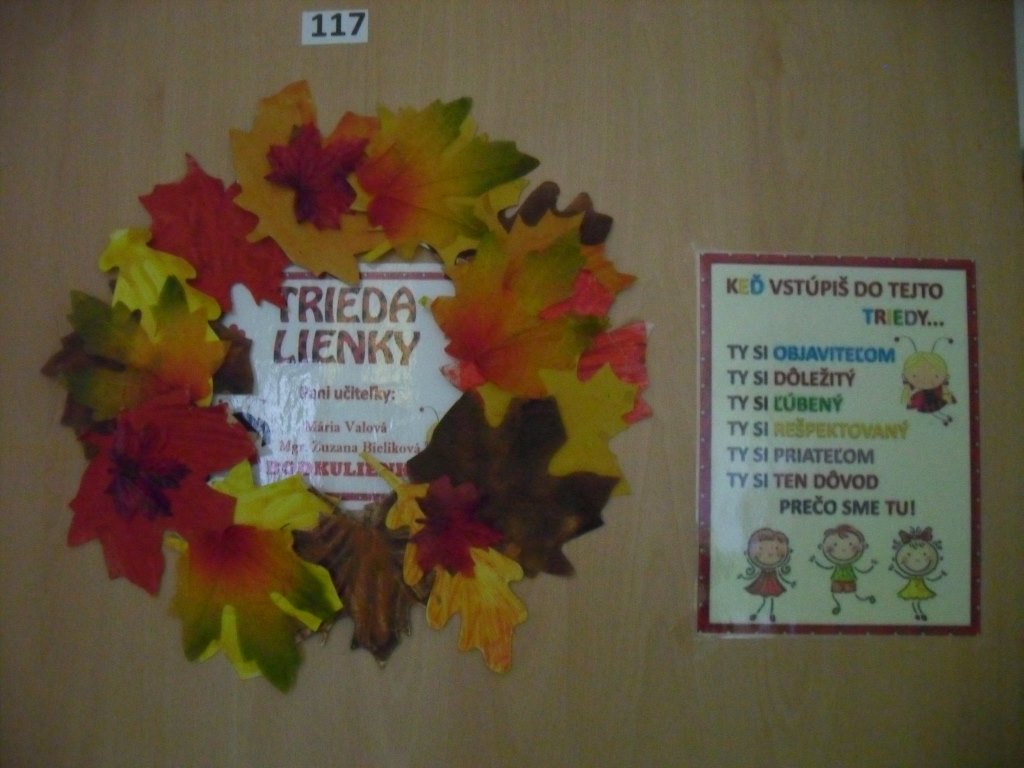 117
TRIEDA
LIENKY
Pani učiteľky:
Mária Valová
Mgr. Zuzana Bieliková
KEĎ VSTÚPIŠ DO TEJTO
TRIEDY...
TY SI OBJAVITEĽOM
TY SI DÔLEŽITÝ
TY SI ĽÚBENÝ
TY SI REŠPEKTOVANÝ
TY SI PRIATEĽOM
TY SI TEN DÔVOD
PREČO SME TU!